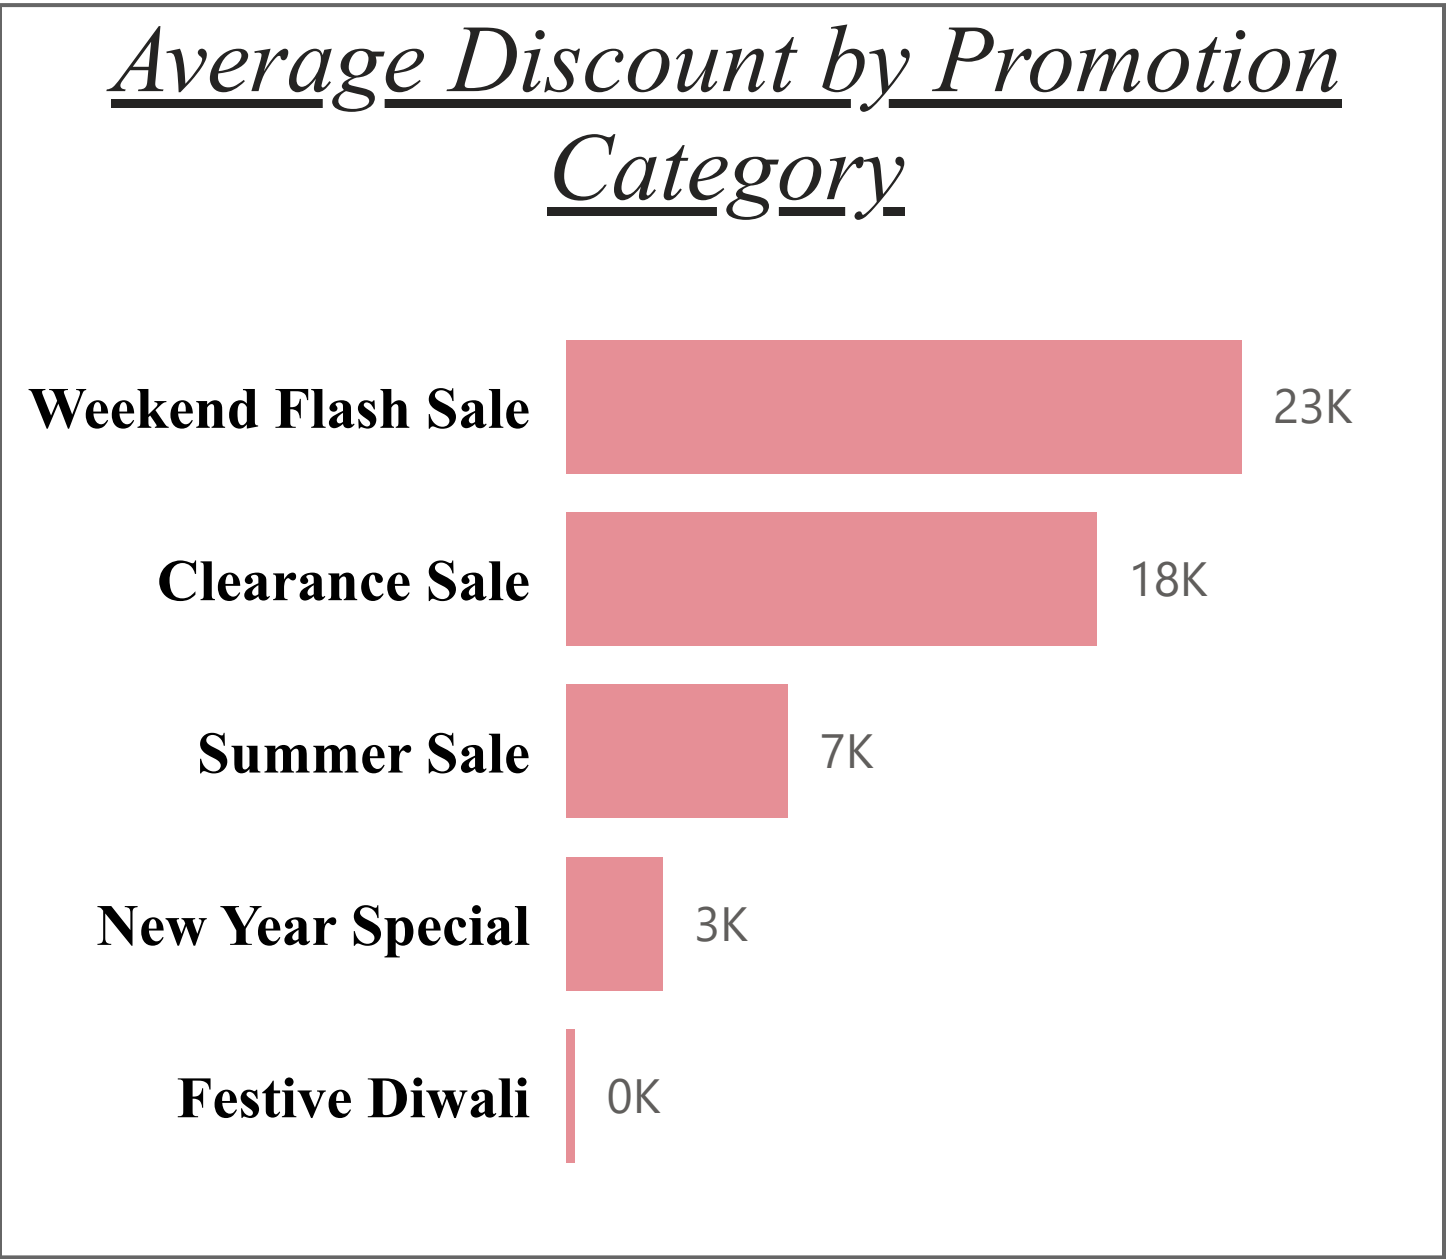 Average Discount by Promotion
Category
Weekend Flash Sale 23K
Clearance Sale 18K
Summer Sale 7K
New Year Special 3K
Festive Diwali 0K